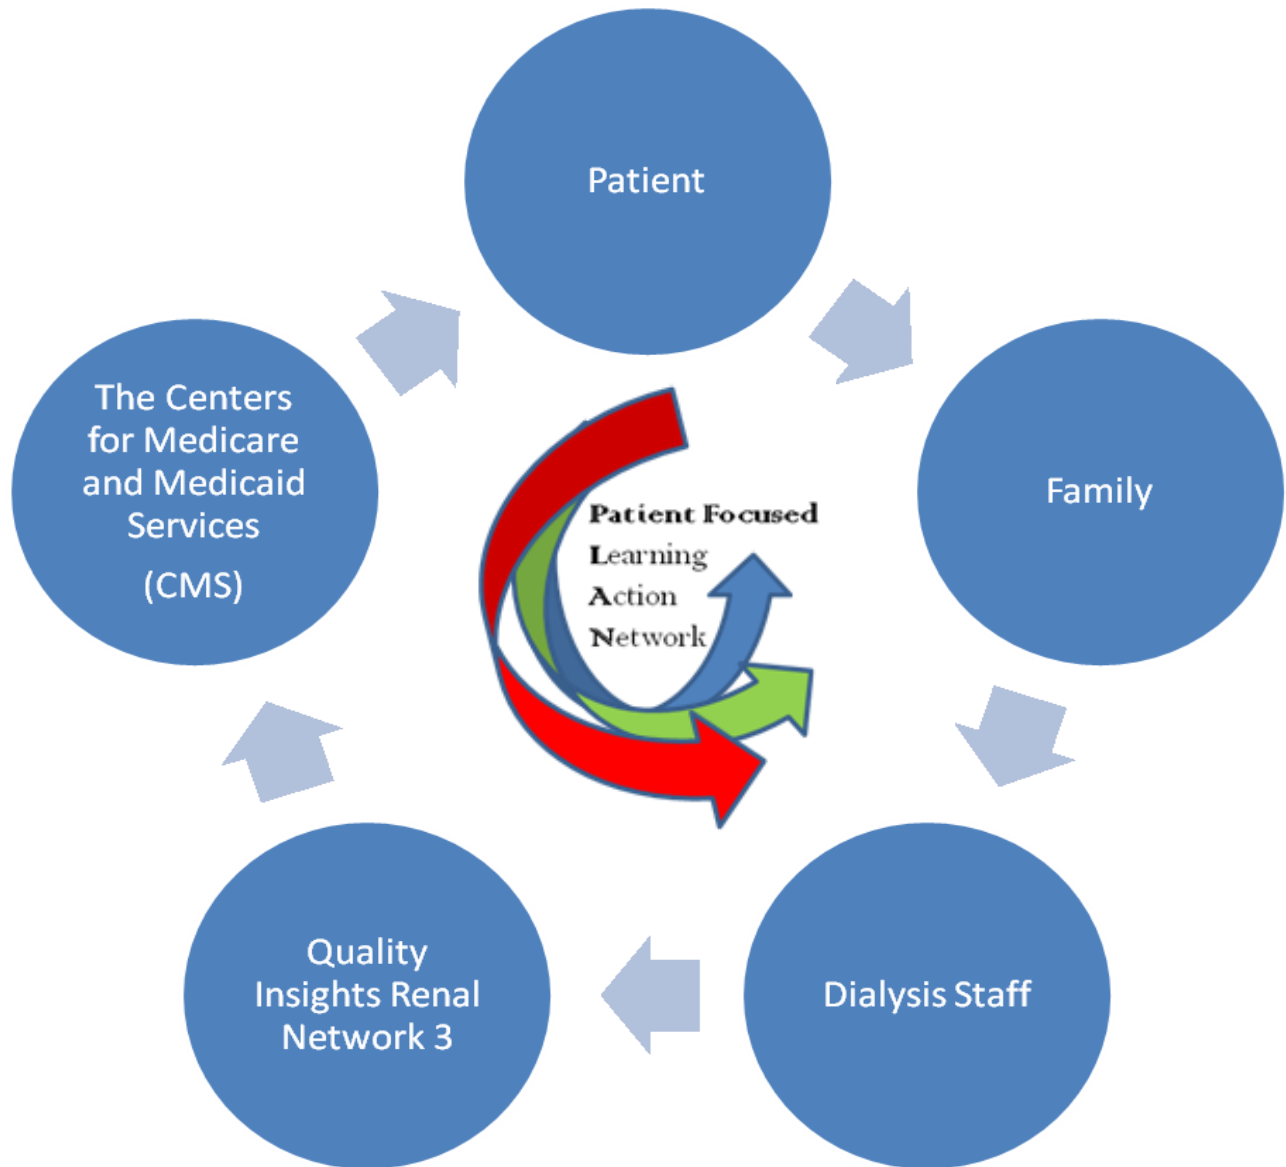 Patient
Family
Dialysis Staff
Quality
Insights Renal
Network 3
The Centers
for Medicare
and Medicaid
Services
(CMS)
Patient Focused
Learning
Action
Network